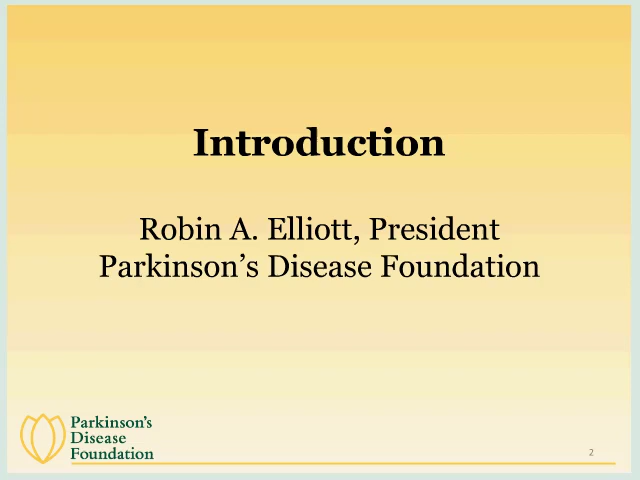 Introduction
Robin A. Elliott, President
Parkinson’s Disease Foundation
Parkinson's
Disease
Foundation
2